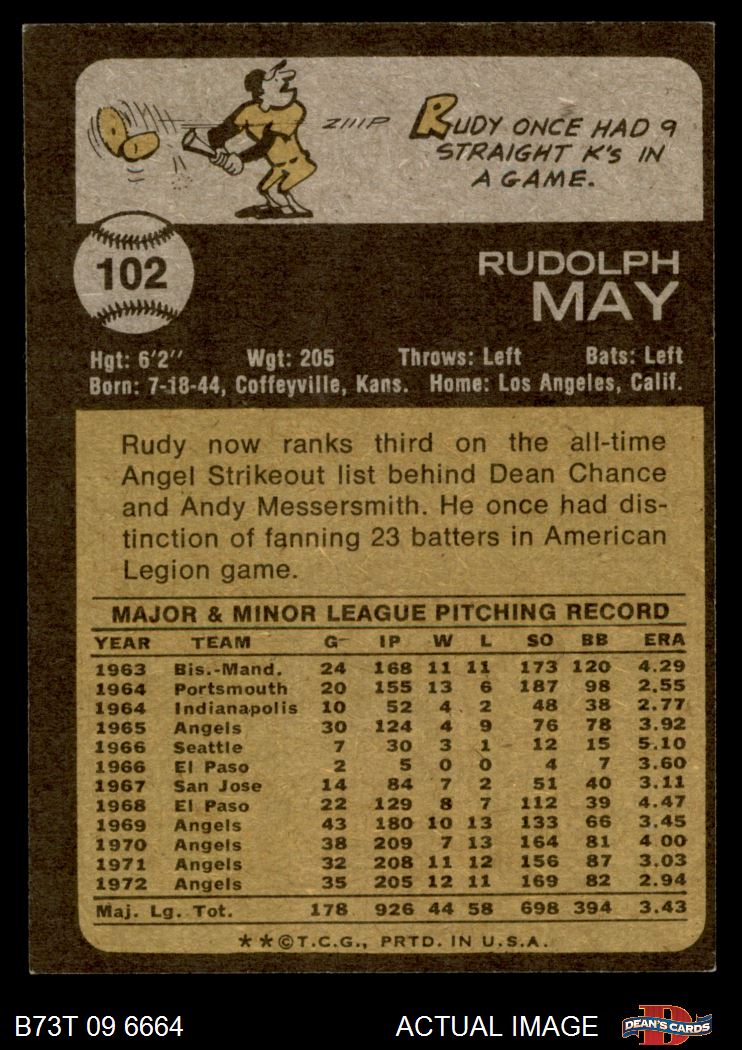 ZIIIP
RUDY ONCE HAD 9
STRAIGHT K's IN
A GAME.
102
RUDOLPH
MAY
Hgt: 6'2" Wgt: 205 Throws: Left Bats: Left
Born: 7-18-44, Coffeyville, Kans. Home: Los Angeles, Calif.
Rudy now ranks third on the all-time
Angel Strikeout list behind Dean Chance
and Andy Messersmith. He once had dis-
tinction of fanning 23 batters in American
Legion game.
MAJOR & MINOR LEAGUE PITCHING RECORD
YEAR TEAM G IP W L SO BB ERA
1963 Bis.-Mand. 24 168 11 11 173 120 4.29
1964 Portsmouth 20 155 13 6 187 98 2.55
1964 Indianapolis 10 52 4 2 48 38 2.77
1965 Angels 30 124 4 9 76 78 3.92
1966 Seattle 7 30 3 1 12 15 5.10
1966 El Paso 2 5 0 0 4 7 3.60
1967 San Jose 14 84 7 2 51 40 3.11
1968 El Paso 22 129 8 7 112 39 4.47
1969 Angels 43 180 10 13 133 66 3.45
1970 Angels 38 209 7 13 164 81 4 00
1971 Angels 32 208 11 12 156 87 3.03
1972 Angels 35 205 12 11 169 82 2.94
Maj. Lg. Tot. 178 926 44 58 698 394 3.43
**©T.C.G., PRTD. IN U.S.A.
B73T 09 6664 ACTUAL IMAGE
D
DEAN'S CARDS